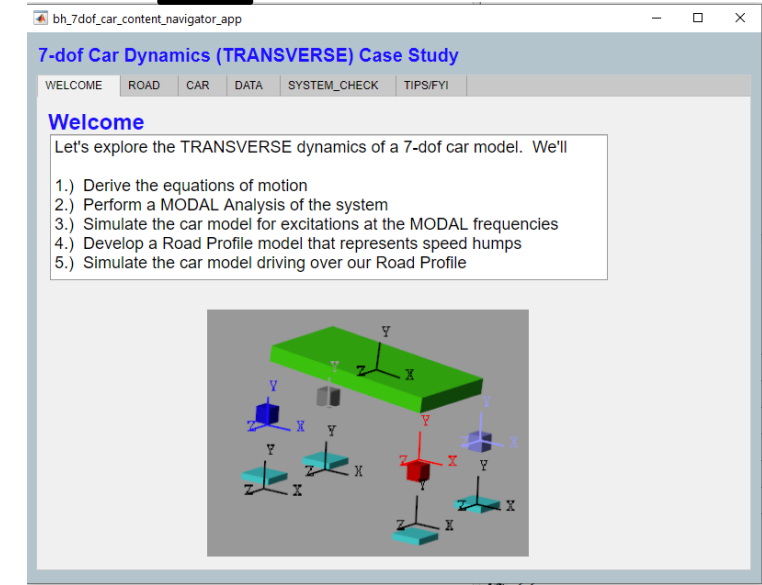 bh_7dof_car_content_navigator_app
7-dof Car Dynamics (TRANSVERSE) Case Study
WELCOME ROAD CAR DATA SYSTEM_CHECK TIPS/FYI
Welcome
Let's explore the TRANSVERSE dynamics of a 7-dof car model. We'll
1.) Derive the equations of motion
2.) Perform a MODAL Analysis of the system
3.) Simulate the car model for excitations at the MODAL frequencies
4.) Develop a Road Profile model that represents speed humps
5.) Simulate the car model driving over our Road Profile
Y
Z X
Y
Y
Y
Z X
Y
Y
Z X
Z X
Y
Z X
Y
Z X
Y
Z X
Y
Z X